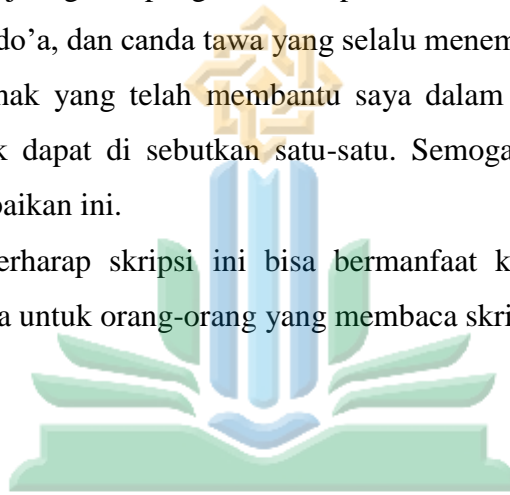 do’a, dan canda tawa yang selalu menem
nak yang telah membantu saya dalam
k dapat di sebutkan satu-satu. Semoga
baikan ini.
erharap skripsi ini bisa bermanfaat k
a untuk orang-orang yang membaca skri